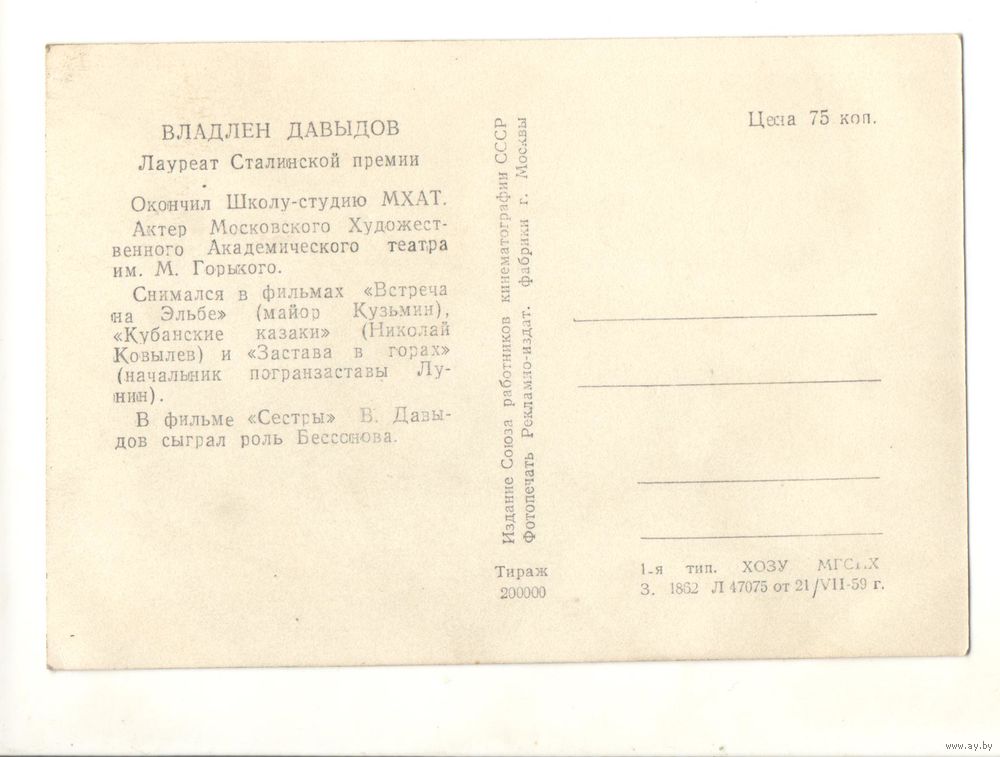 ВЛАДЛЕН ДАВЫДОВ
Лауреат Сталинской премии
Окончил Школу-студию МХАТ.
Актер Московского Художест-
венного Академического театра
им. М. Горького.
Снимался в фильмах «Встреча
на Эльбе» (майор Кузьмин),
«Кубанские казаки» (Николай
Ковылев) и «Застава в горах»
(начальник погранзаставы Лу-
нин).
В фильме «Сестры» В. Давы-
дов сыграл роль Бессонова.
Издание Союза работников кинематографии СССР
Фотопечать Рекламно-издат. фабрики г. Москвы
Тираж
200000
Цена 75 коп.
1-я тип. ХОЗУ
З. 1862 Л 47075 от 21/VII-59 г.
www.ay.by